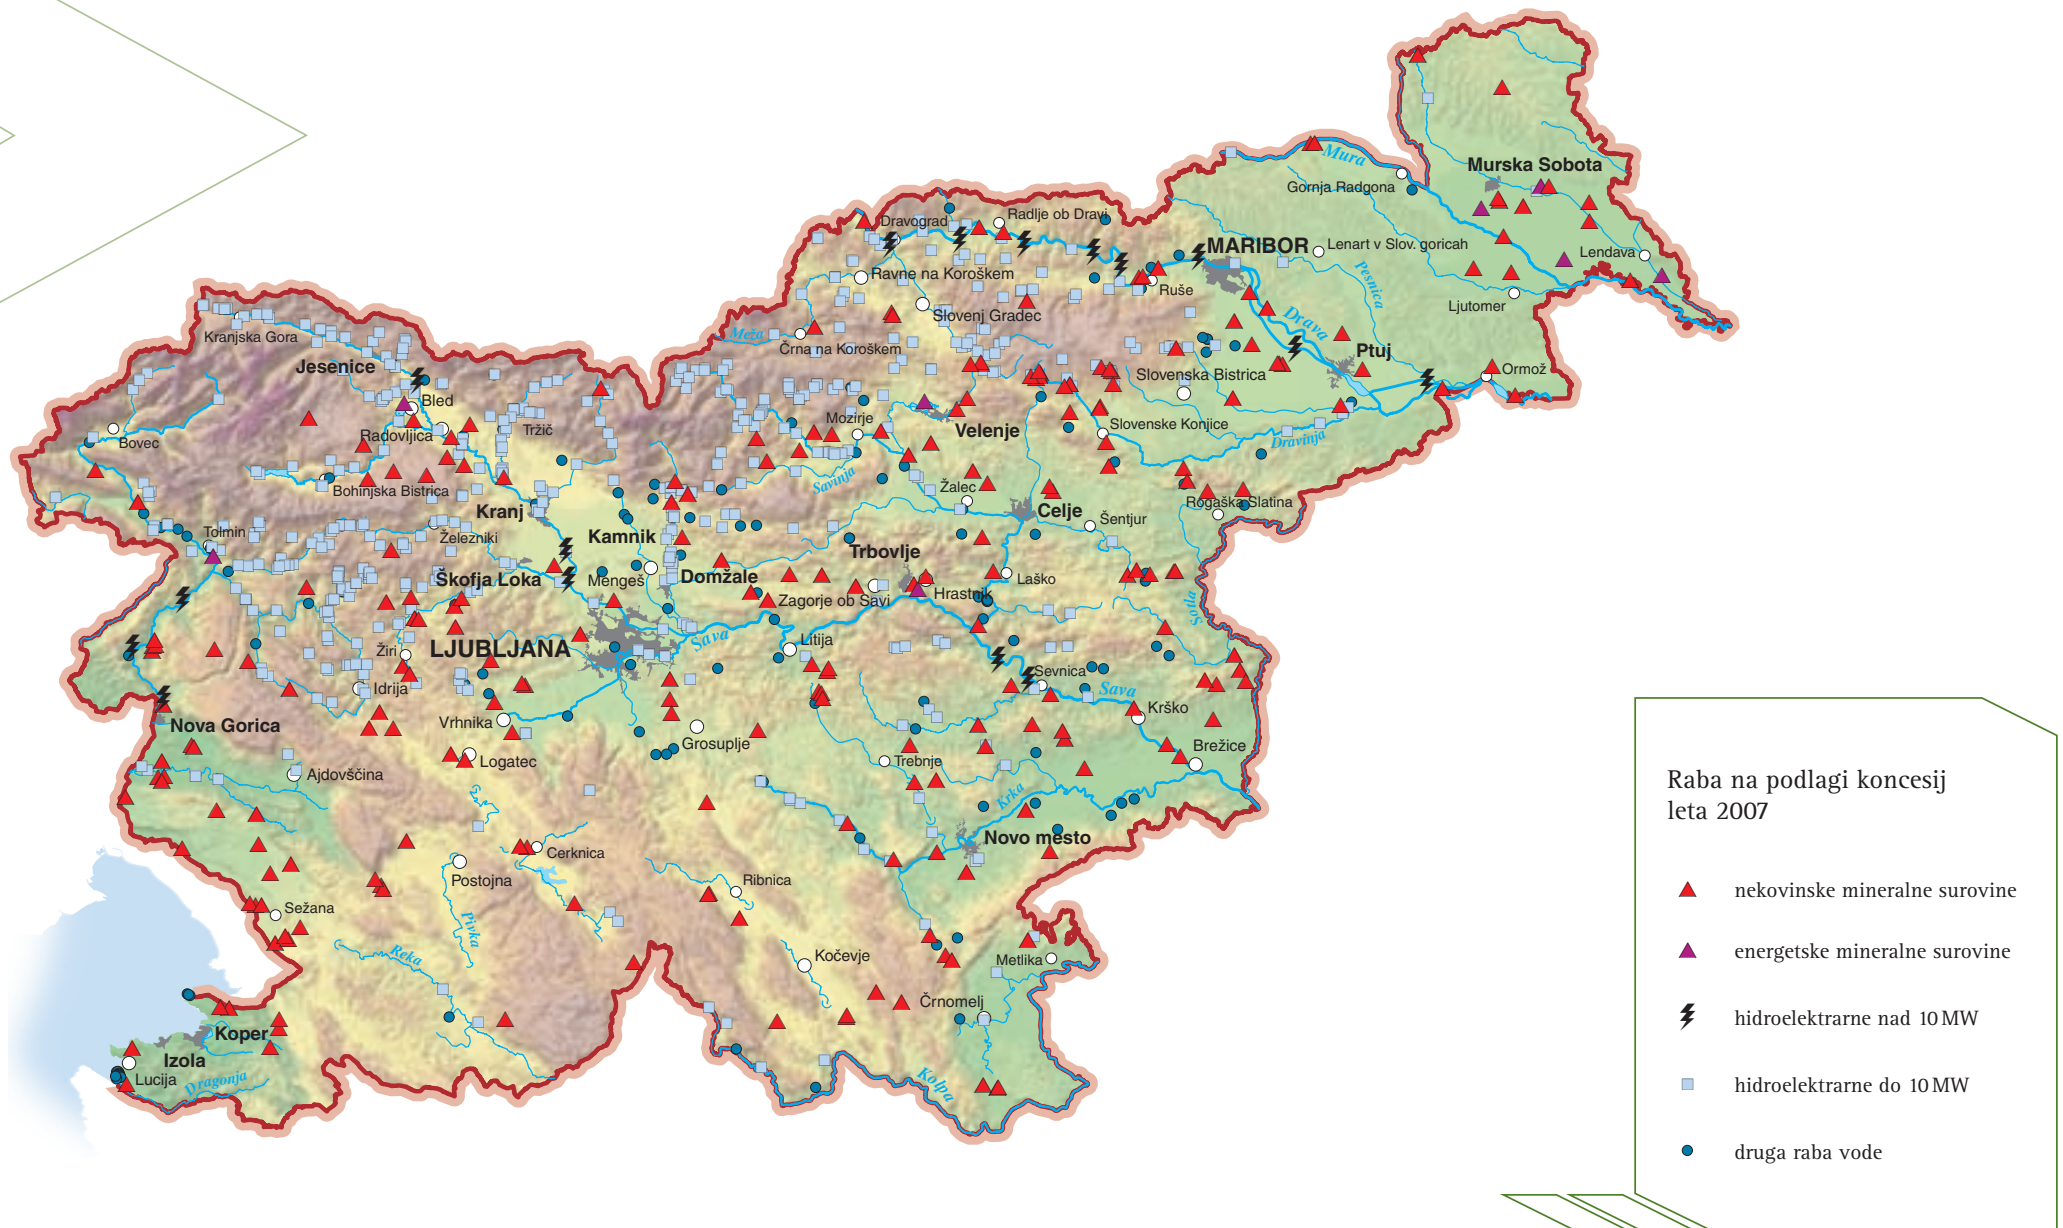 Murska Sobota
Mura
Gornja Radgona
Dravograd
Radlje ob Dravi
MARIBOR
Lenart v Slov. goricah
Lendava
Ravne na Koroškem
Ruše
Pesnica
Ljutomer
Slovenj Gradec
Drava
Kranjska Gora
Meža
Črna na Koroškem
Ptuj
Jesenice
Slovenska Bistrica
Ormož
Bled
Mozirje
Radovljica
Tržič
Velenje
Slovenske Konjice
Bovec
Dravinja
Savinja
Bohinjska Bistrica
Žalec
Rogaška Slatina
Kranj
Celje
Šentjur
Tolmin
Železniki
Kamnik
Trbovlje
Škofja Loka
Mengeš
Domžale
Laško
Zagorje ob Savi
Hrastnik
Sotla
LJUBLJANA
Sava
Litija
Žiri
Sevnica
Idrija
Sava
Krško
Nova Gorica
Vrhnika
Grosuplje
Brežice
Logatec
Trebnje
Ajdovščina
Krka
Novo mesto
Cerknica
Postojna
Ribnica
Sežana
Pivka
Reka
Kočevje
Metlika
Črnomelj
Koper
Izola
Lucija
Dragonja
Kolpa
Raba na podlagi koncesij
leta 2007
nekovinske mineralne surovine
energetske mineralne surovine
hidroelektrarne nad 10 MW
hidroelektrarne do 10 MW
druga raba vode